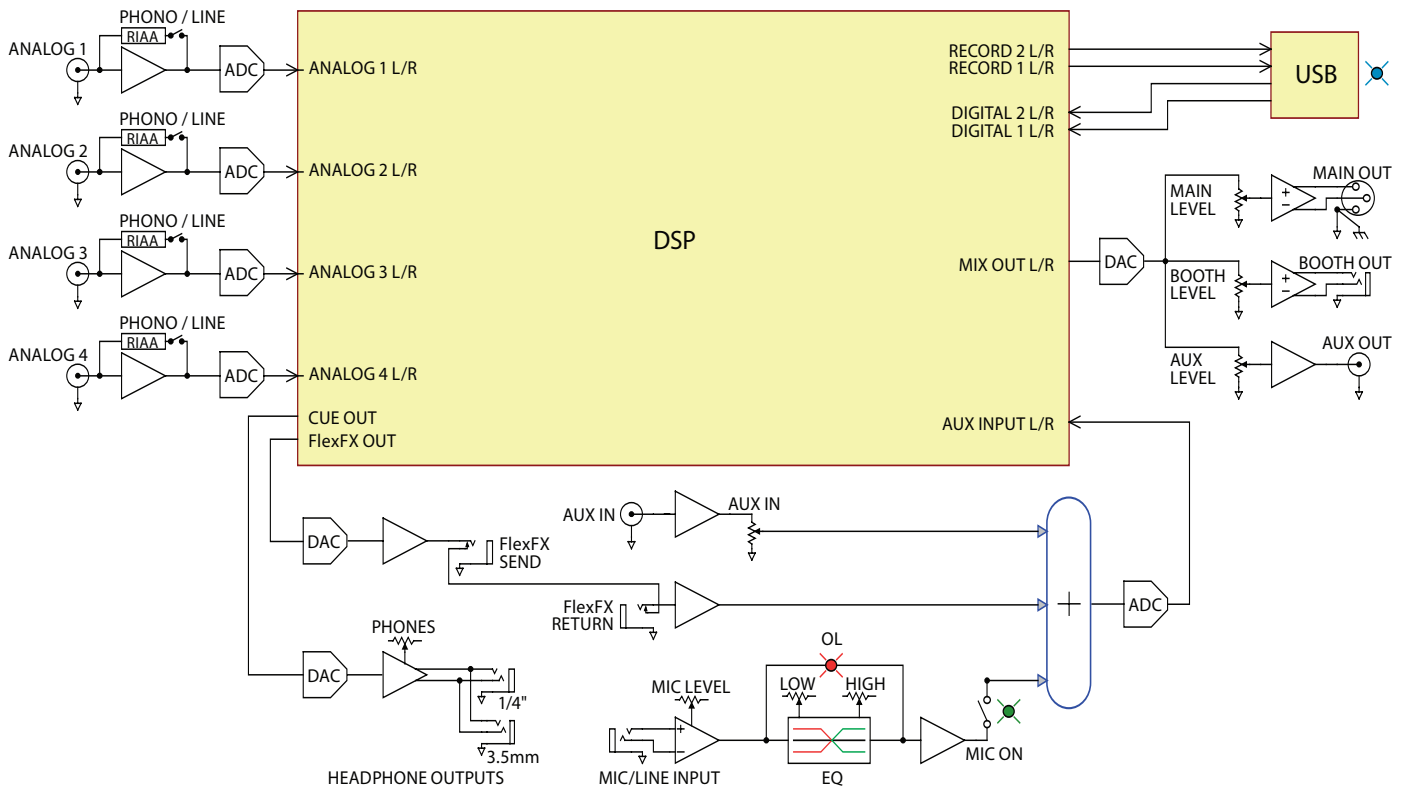 PHONO / LINE
RIAA
ANALOG 1
ADC
ANALOG 1 L/R
PHONO / LINE
RIAA
ANALOG 2
ADC
ANALOG 2 L/R
PHONO / LINE
RIAA
ANALOG 3
ADC
ANALOG 3 L/R
PHONO / LINE
RIAA
ANALOG 4
ADC
ANALOG 4 L/R
CUE OUT
FlexFX OUT
DSP
RECORD 2 L/R
RECORD 1 L/R
DIGITAL 2 L/R
DIGITAL 1 L/R
USB
MIX OUT L/R
DAC
MAIN
LEVEL
+
−
MAIN OUT
BOOTH
LEVEL
+
−
BOOTH OUT
AUX
LEVEL
AUX OUT
AUX INPUT L/R
AUX IN
AUX IN
DAC
FlexFX
SEND
FlexFX
RETURN
+
ADC
PHONES
DAC
1/4"
3.5mm
HEADPHONE OUTPUTS
OL
MIC LEVEL
LOW
HIGH
+
−
MIC ON
MIC/LINE INPUT
EQ